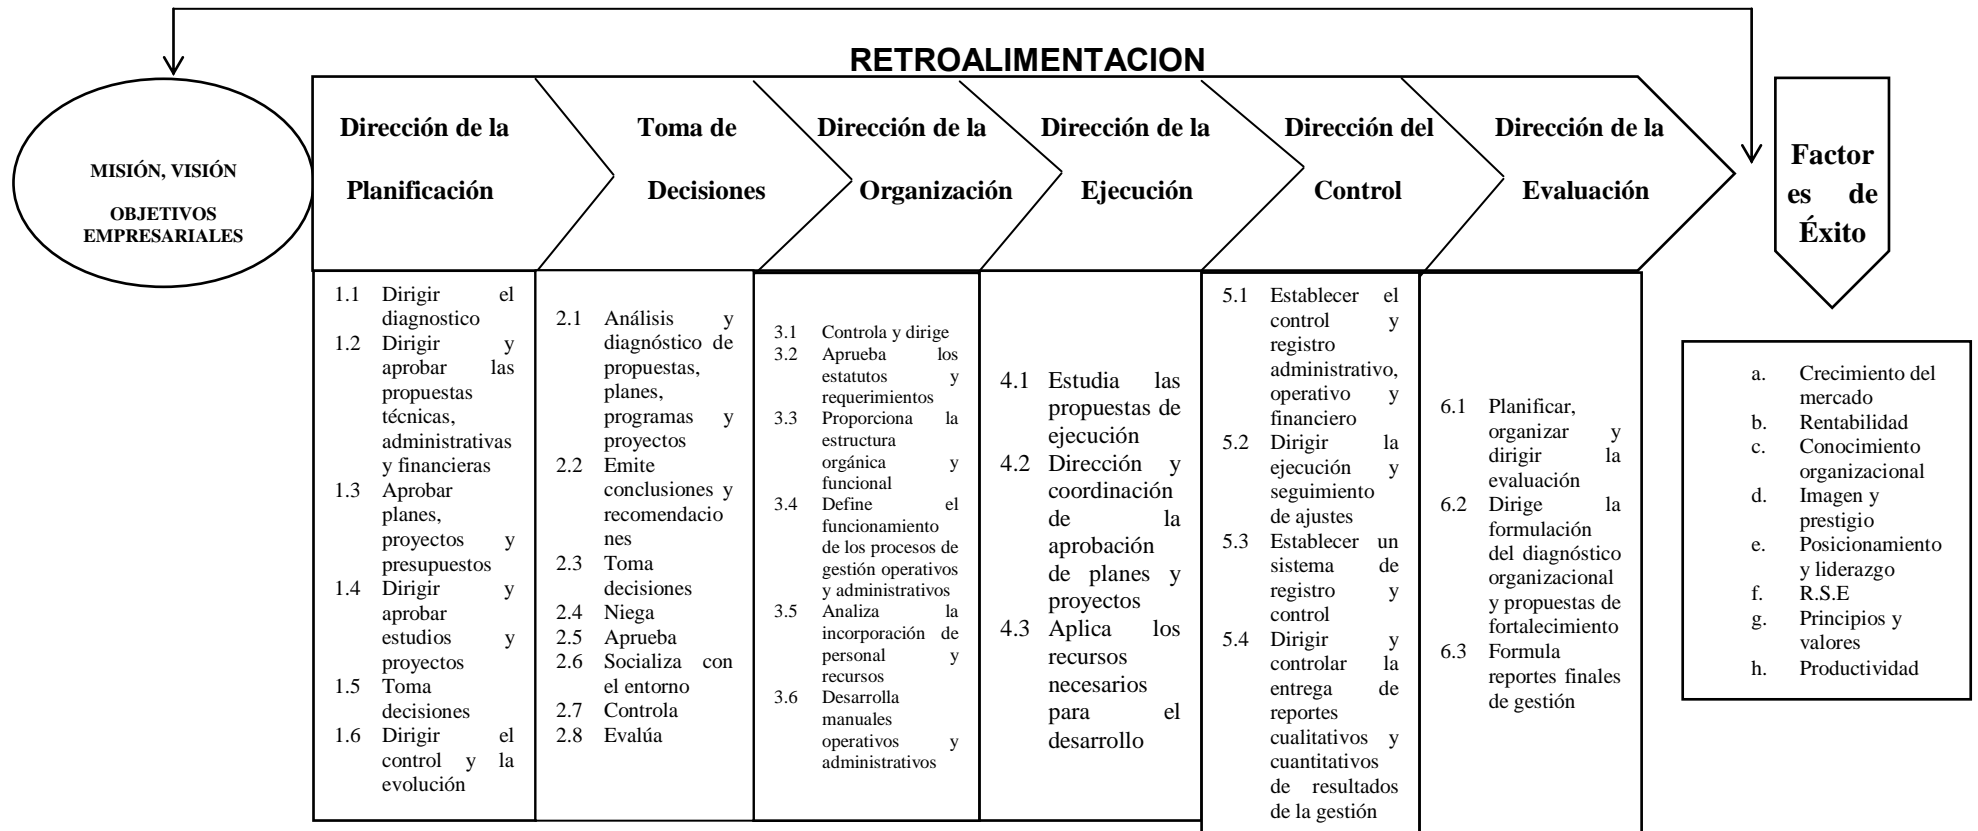 RETROALIMENTACION
MISIÓN, VISIÓN
OBJETIVOS
EMPRESARIALES
Dirección de la
Planificación
Toma de
Decisiones
Dirección de la
Organización
Dirección de la
Ejecución
Dirección del
Control
Dirección de la
Evaluación
Factor
es de
Éxito
1.1 Dirigir el
diagnostico
1.2 Dirigir y
aprobar las
propuestas
técnicas,
administrativas
y financieras
1.3 Aprobar
planes,
proyectos y
presupuestos
1.4 Dirigir y
aprobar
estudios y
proyectos
1.5 Toma
decisiones
1.6 Dirigir el
control y la
evolución
2.1 Análisis y
diagnóstico de
propuestas,
planes,
programas y
proyectos
2.2 Emite
conclusiones y
recomendacio
nes
2.3 Toma
decisiones
2.4 Niega
2.5 Aprueba
2.6 Socializa con
el entorno
2.7 Controla
2.8 Evalúa
3.1 Controla y dirige
3.2 Aprueba los
estatutos y
requerimientos
3.3 Proporciona la
estructura
orgánica y
funcional
3.4 Define el
funcionamiento
de los procesos de
gestión operativos
y administrativos
3.5 Analiza la
incorporación de
personal y
recursos
3.6 Desarrolla
manuales
operativos y
administrativos
4.1 Estudia las
propuestas de
ejecución
4.2 Dirección y
coordinación
de la
aprobación
de planes y
proyectos
4.3 Aplica los
recursos
necesarios
para el
desarrollo
5.1 Establecer el
control y
registro
administrativo,
operativo y
financiero
5.2 Dirigir la
ejecución y
seguimiento
de ajustes
5.3 Establecer un
sistema de
registro y
control
5.4 Dirigir y
controlar la
entrega de
reportes
cualitativos y
cuantitativos
de resultados
de la gestión
6.1 Planificar,
organizar y
dirigir la
evaluación
6.2 Dirige la
formulación
del diagnóstico
organizacional
y propuestas de
fortalecimiento
6.3 Formula
reportes finales
de gestión
a. Crecimiento del
mercado
b. Rentabilidad
c. Conocimiento
organizacional
d. Imagen y
prestigio
e. Posicionamiento
y liderazgo
f. R.S.E
g. Principios y
valores
h. Productividad